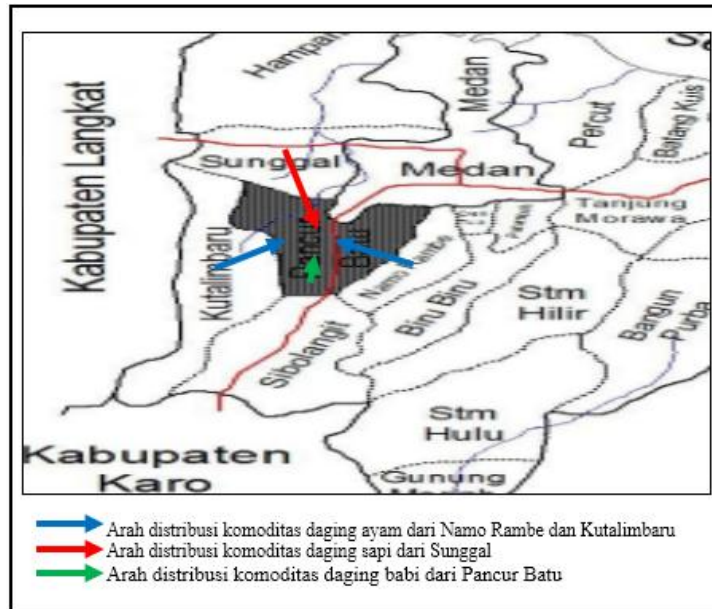 Hampar
Medan
Percut
Batang Kuis
Kabupaten Langkat
Sunggal
Medan
Tanjung
Morawa
Kutalimbaru
Pancur
Batu
Namo Rambe
Biru Biru
Stm
Hilir
Bangun
Purba
Sibolangit
Stm
Hulu
Kabupaten
Karo
Gunung
Arah distribusi komoditas daging ayam dari Namo Rambe dan Kutalimbaru
Arah distribusi komoditas daging sapi dari Sunggal
Arah distribusi komoditas daging babi dari Pancur Batu